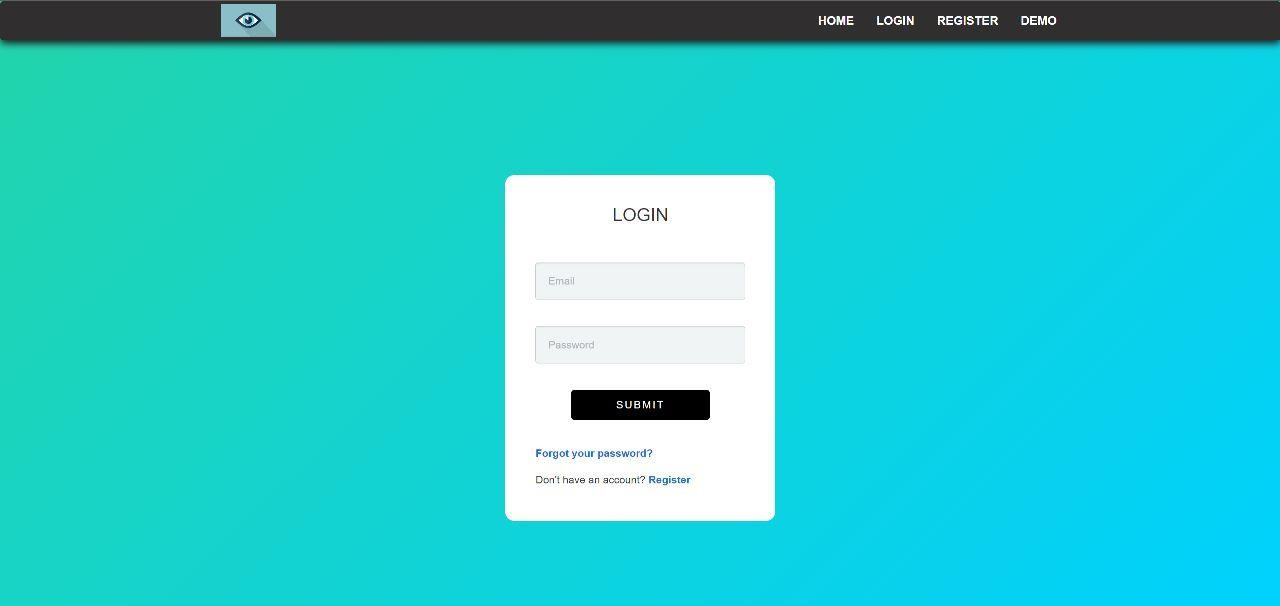 HOME LOGIN REGISTER DEMO
LOGIN
Email
Password
SUBMIT
Forgot your password?
Don't have an account? Register